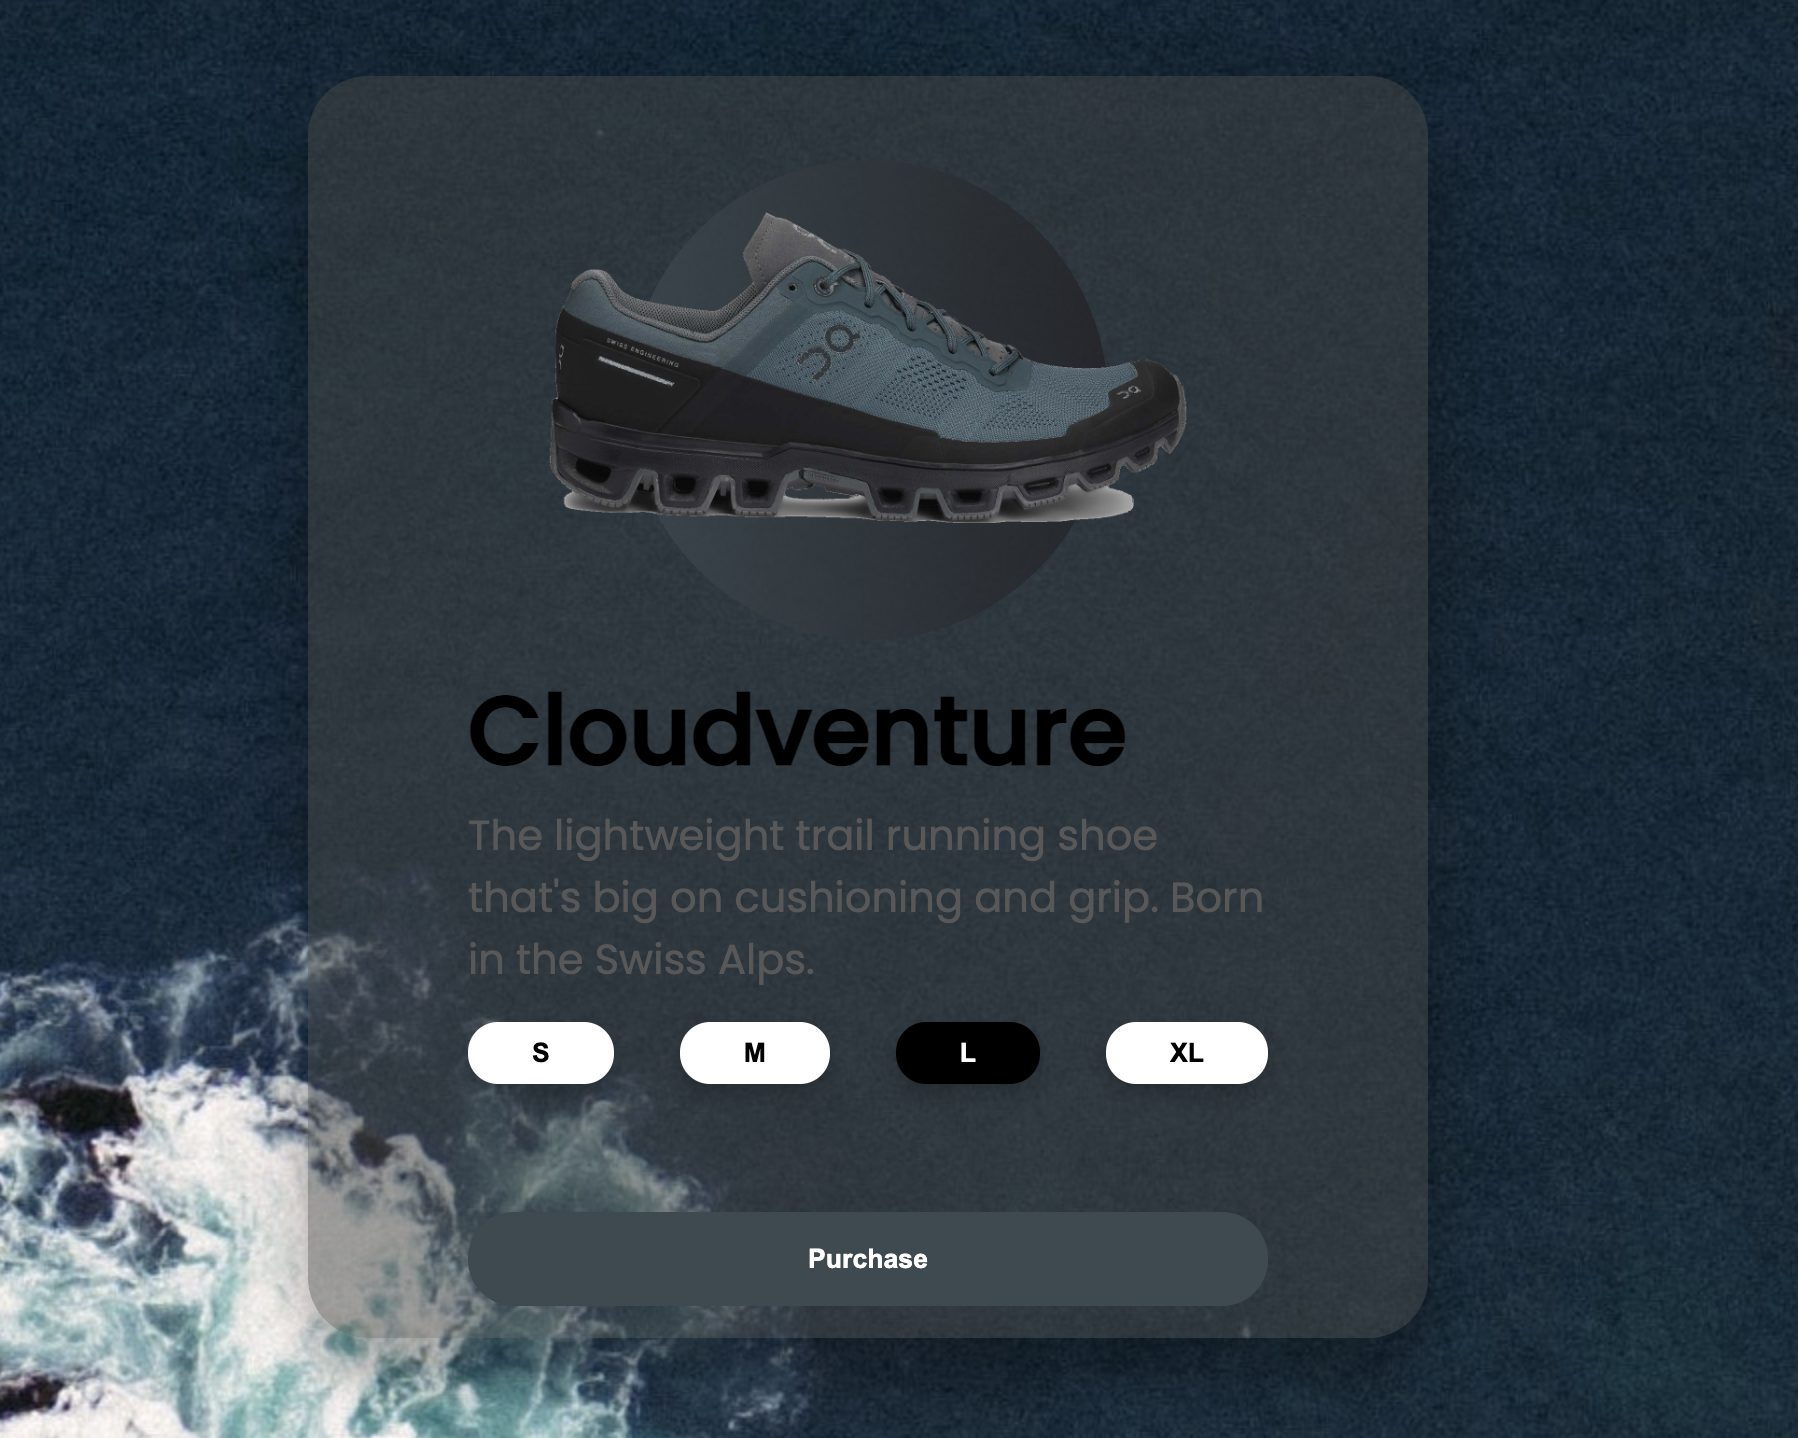 SWISS ENGINEERING
Cloudventure
The lightweight trail running shoe
that's big on cushioning and grip. Born
in the Swiss Alps.
S M L XL
Purchase